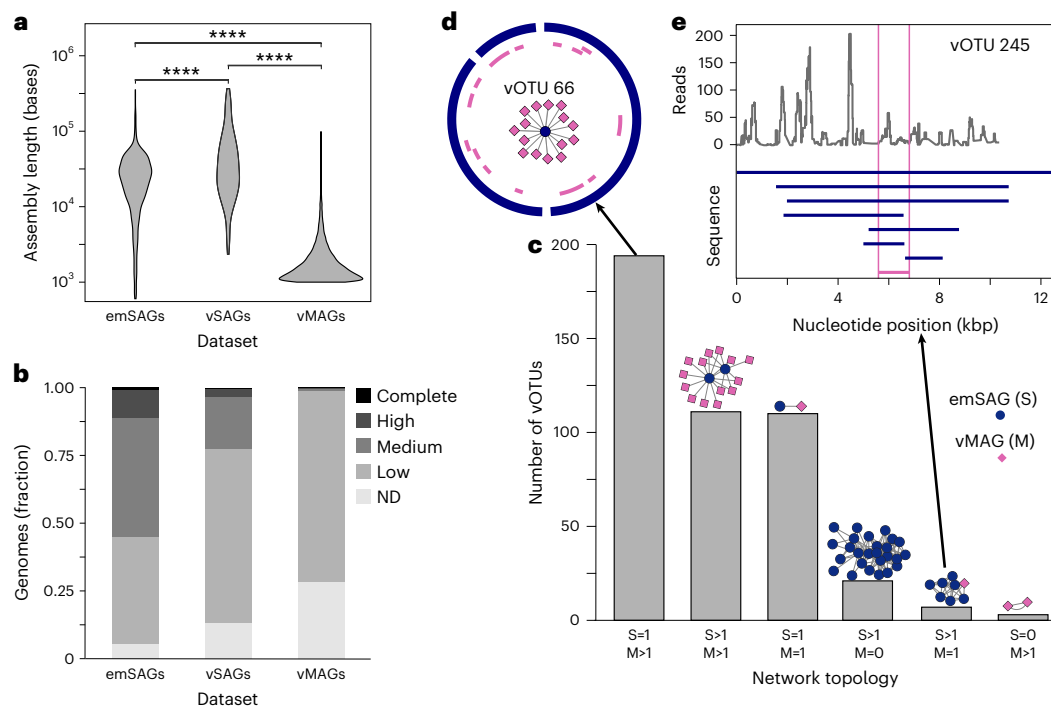 a
Assembly length (bases)
10⁶
10⁵
10⁴
10³
****
****
****
emSAGs
vSAGs
vMAGs
Dataset
b
Genomes (fraction)
1.00
0.75
0.50
0.25
0
emSAGs
vSAGs
vMAGs
Dataset
Complete
High
Medium
Low
ND
d
vOTU 66
c
Number of vOTUs
200
150
100
50
0
S=1
M>1
S>1
M>1
S=1
M=1
S>1
M=0
S>1
M=1
S=0
M>1
Network topology
emSAG (S)
vMAG (M)
e
vOTU 245
Reads
200
150
100
50
0
Sequence
0
4
8
12
Nucleotide position (kbp)